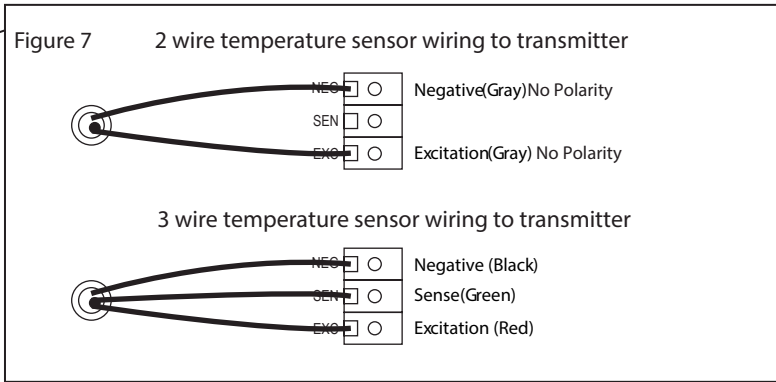 Figure 7 2 wire temperature sensor wiring to transmitter
NEG Negative(Gray)No Polarity
SEN
EXC Excitation(Gray) No Polarity
3 wire temperature sensor wiring to transmitter
NEG Negative (Black)
SEN Sense(Green)
EXC Excitation (Red)